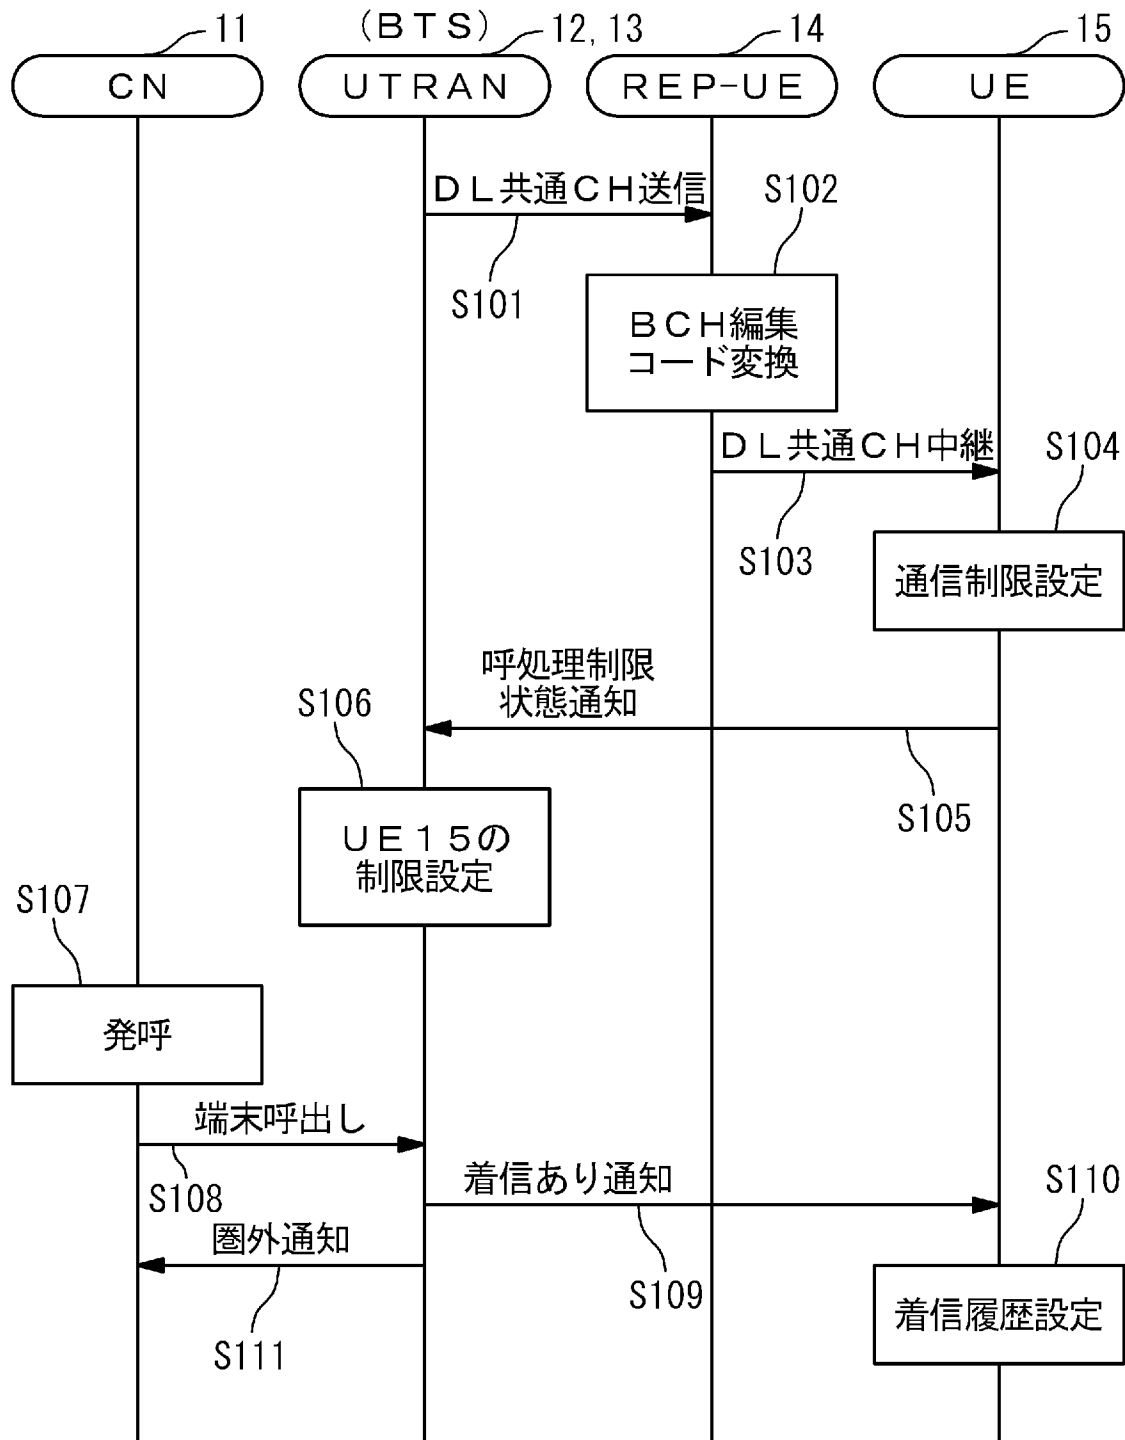 11
(BTS)
12, 13
14
15
CN
UTRAN
REP-UE
UE
DL共通CH送信
S102
S101
BCH編集
コード変換
DL共通CH中継
S104
S103
通信制限設定
呼処理制限
状態通知
S106
S105
UE15の
制限設定
S107
発呼
端末呼出し
S108
着信あり通知
S110
圏外通知
S109
着信履歴設定
S111